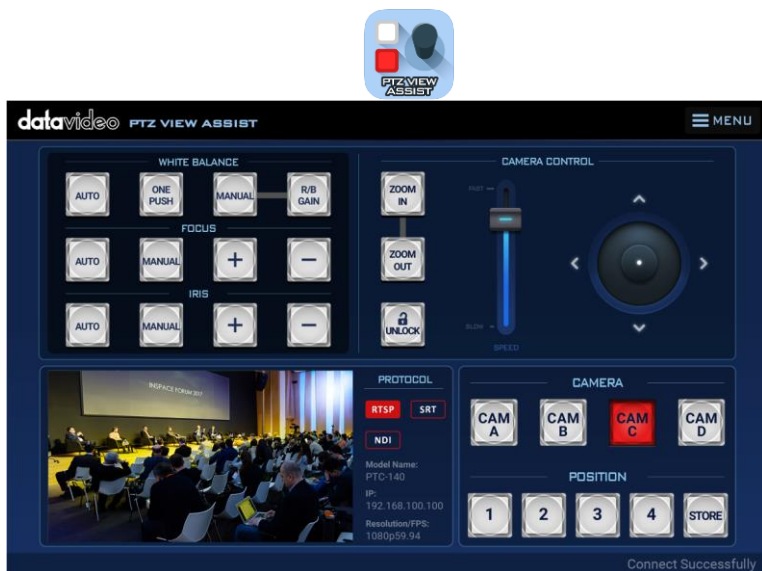 PTZ VIEW
ASSIST
datavideo PTZ VIEW ASSIST
MENU
WHITE BALANCE
AUTO
ONE
PUSH
MANUAL
R/B
GAIN
FOCUS
AUTO
MANUAL
+
−
IRIS
AUTO
MANUAL
+
−
CAMERA CONTROL
ZOOM
IN
ZOOM
OUT
UNLOCK
FAST
SLOW
SPEED
INSPACE FORUM 2017
PROTOCOL
RTSP
SRT
NDI
Model Name:
PTC-140
IP:
192.168.100.100
Resolution/FPS:
1080p59.94
CAMERA
CAM
A
CAM
B
CAM
C
CAM
D
POSITION
1
2
3
4
STORE
Connect Successfully